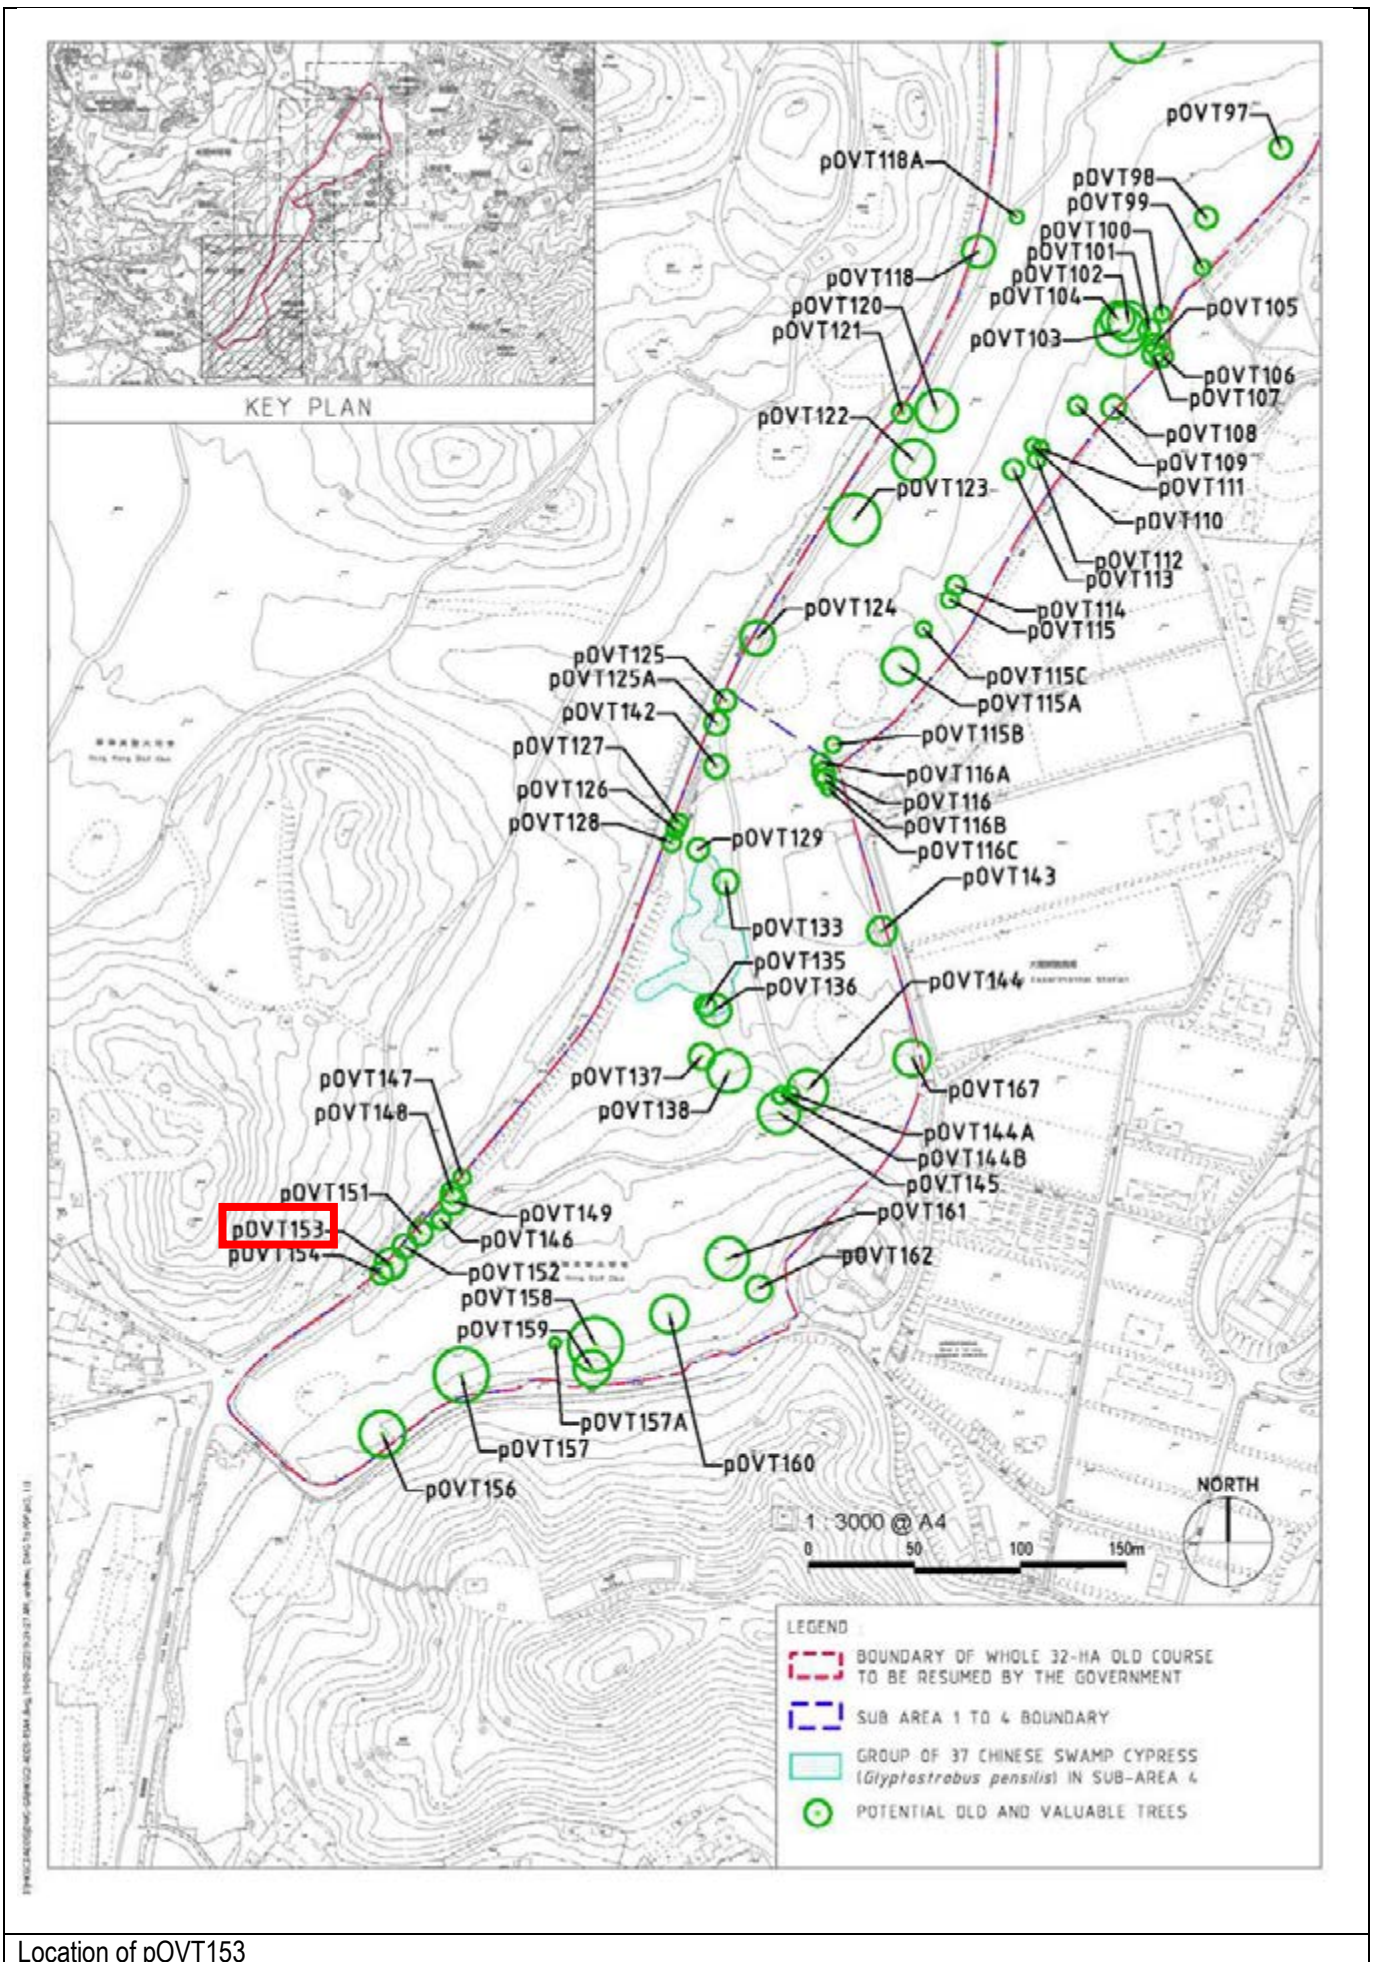 KEY PLAN
pOVT97
pOVT118A
pOVT98
pOVT99
pOVT100
pOVT101
pOVT118
pOVT102
pOVT120
pOVT104
pOVT105
pOVT121
pOVT103
pOVT106
pOVT107
pOVT122
pOVT108
pOVT109
pOVT123
pOVT111
pOVT110
pOVT112
pOVT113
pOVT124
pOVT114
pOVT115
pOVT125
pOVT125A
pOVT115C
pOVT115A
pOVT142
pOVT115B
pOVT127
pOVT116A
pOVT126
pOVT116
pOVT128
pOVT116B
pOVT129
pOVT116C
pOVT143
pOVT133
pOVT135
pOVT144
pOVT136
pOVT147
pOVT137
pOVT167
pOVT148
pOVT138
pOVT144A
pOVT144B
pOVT151
pOVT145
pOVT149
pOVT161
pOVT153
pOVT146
pOVT154
pOVT162
pOVT152
pOVT158
pOVT159
pOVT157A
pOVT157
pOVT160
pOVT156
NORTH
1 : 3000 @ A4
0 50 100 150m
LEGEND :
BOUNDARY OF WHOLE 32-HA OLD COURSE
TO BE RESUMED BY THE GOVERNMENT
SUB AREA 1 TO 4 BOUNDARY
GROUP OF 37 CHINESE SWAMP CYPRESS
(Glyptostrobus pensilis) IN SUB-AREA 4
POTENTIAL OLD AND VALUABLE TREES
Location of pOVT153